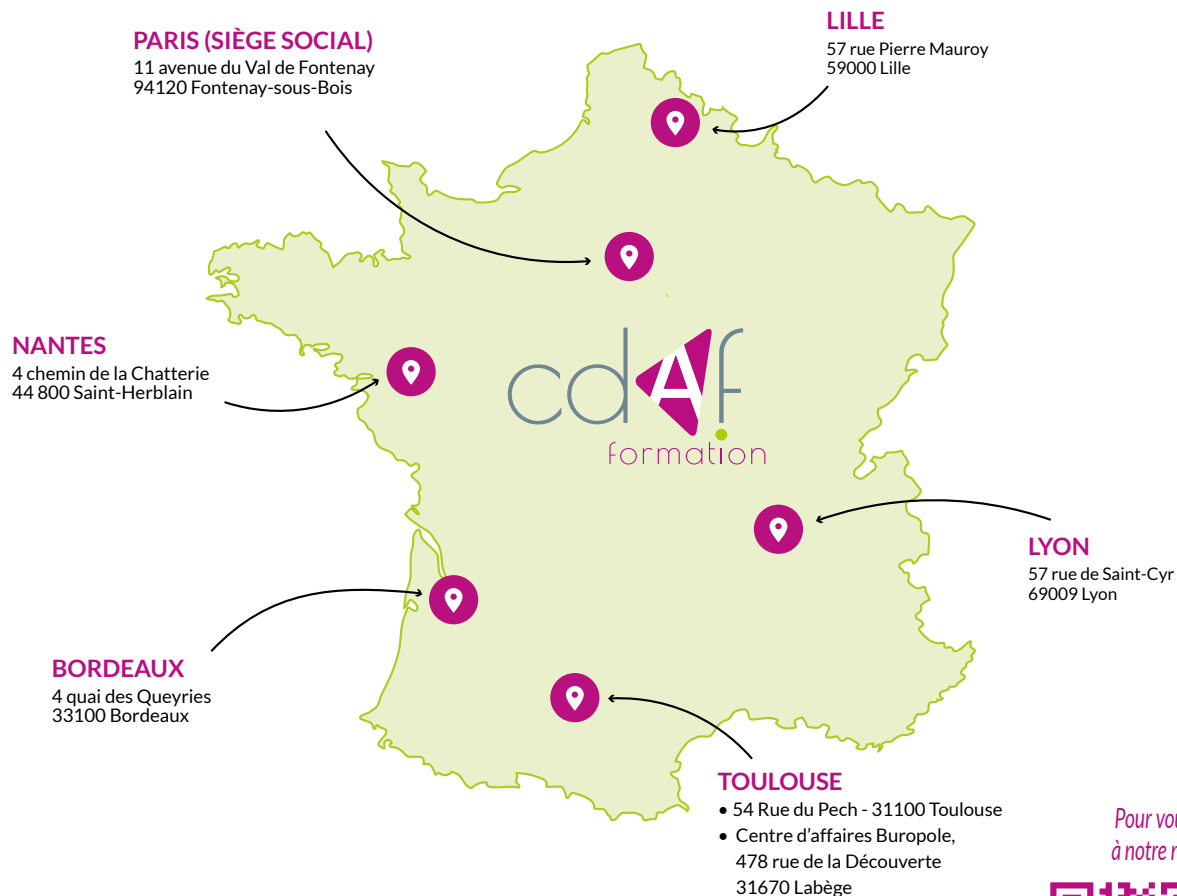 PARIS (SIÈGE SOCIAL)
11 avenue du Val de Fontenay
94120 Fontenay-sous-Bois
LILLE
57 rue Pierre Mauroy
59000 Lille
NANTES
4 chemin de la Chatterie
44 800 Saint-Herblain
cdAf
formation
LYON
57 rue de Saint-Cyr
69009 Lyon
BORDEAUX
4 quai des Queyries
33100 Bordeaux
TOULOUSE
• 54 Rue du Pech - 31100 Toulouse
• Centre d'affaires Buropole,
478 rue de la Découverte
31670 Labège
Pour vou
à notre